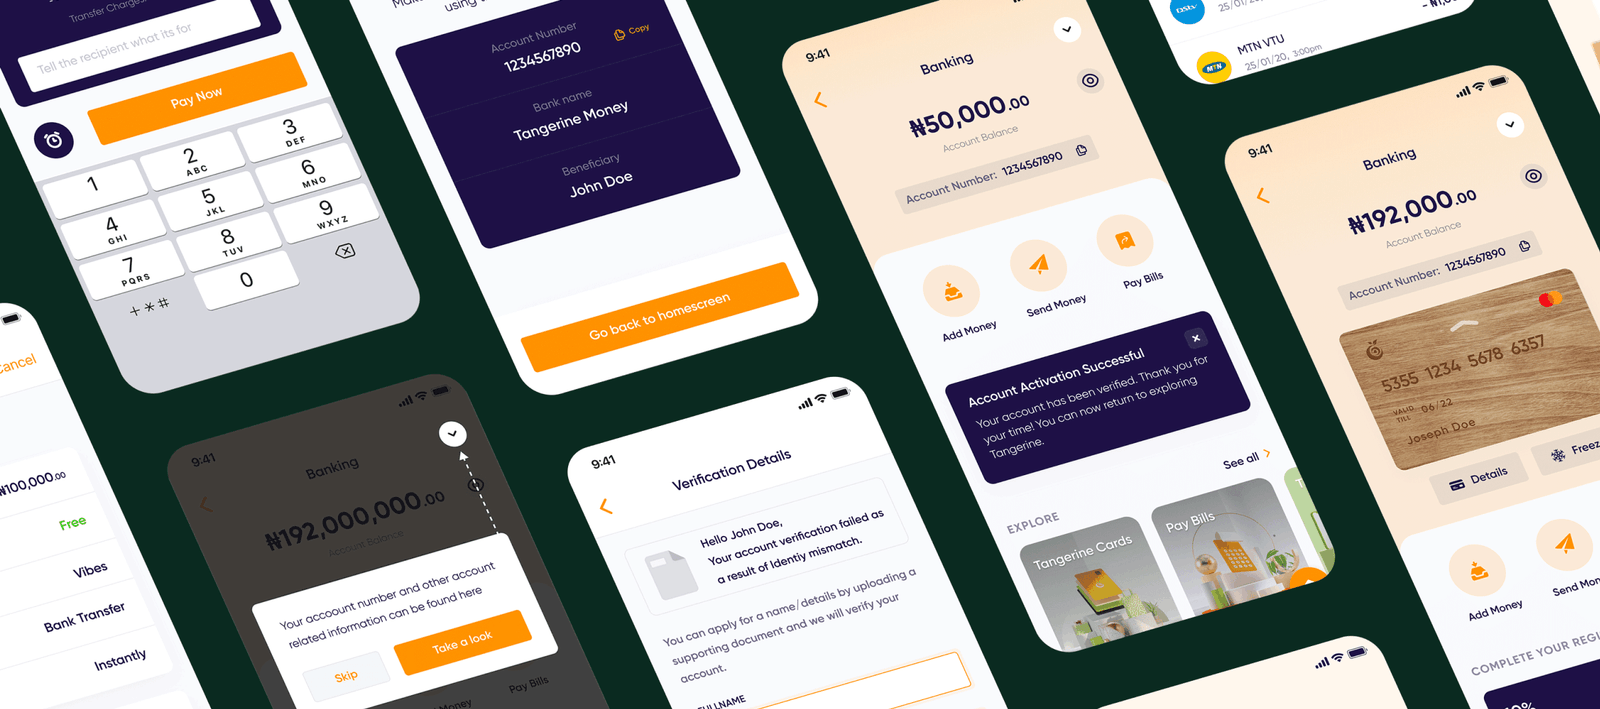 Transfer Charges:
Tell the recipient what its for
Pay Now
1
2
ABC
3
DEF
4
GHI
5
JKL
6
MNO
7
PQRS
8
TUV
9
WXYZ
+ * #
0
using
Account Number
1234567890
Copy
Bank name
Tangerine Money
Beneficiary
John Doe
Go back to homescreen
9:41
Banking
₦50,000.00
Account Balance
Account Number: 1234567890
Add Money
Send Money
Pay Bills
Account Activation Successful
Your account has been verified. Thank you for
your time! You can now return to exploring
Tangerine.
See all
EXPLORE
Tangerine Cards
Pay Bills
DStv
25/01/20,
MTN
MTN VTU
25/01/20, 3:00pm
9:41
Banking
₦192,000.00
Account Balance
Account Number: 1234567890
5355 1234 5678 6357
VALID
TILL
06/22
Joseph Doe
Details
Freez
Add Money
Send Mon
COMPLETE YOUR REGI
Cancel
₦100,000.00
Free
Vibes
Bank Transfer
Instantly
9:41
Banking
₦192,000,000.00
Account Balance
Your acccount number and other account
related information can be found here
Skip
Take a look
Money
Pay Bills
9:41
Verification Details
Hello John Doe,
Your account verification failed as
a result of Identiy mismatch.
You can apply for a name/details by uploading a
supporting document and we will verify your
account.
FULLNAME